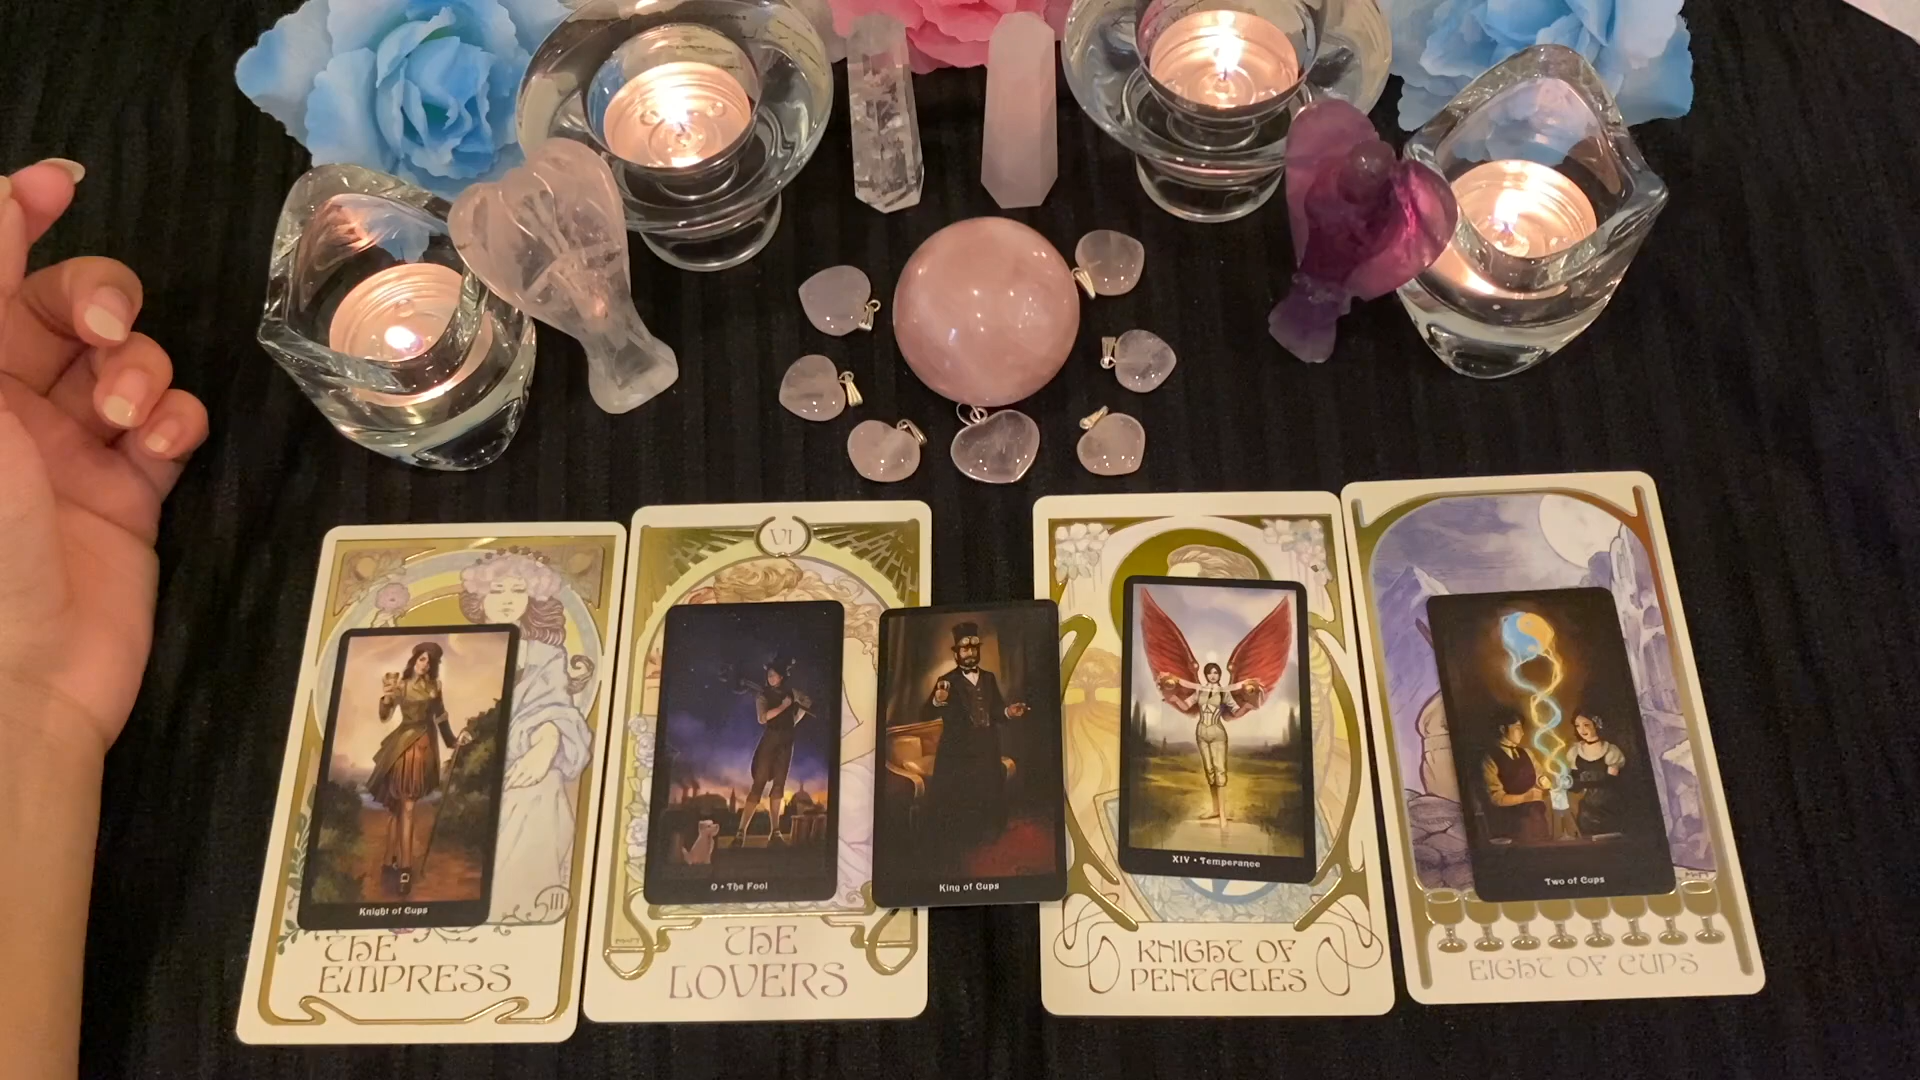 VI
Knight of Cups
III
THE
EMPRESS
0 • The Fool
THE
LOVERS
King of Cups
XIV • Temperance
KNIGHT OF
PENTACLES
Two of Cups
EIGHT OF CUPS